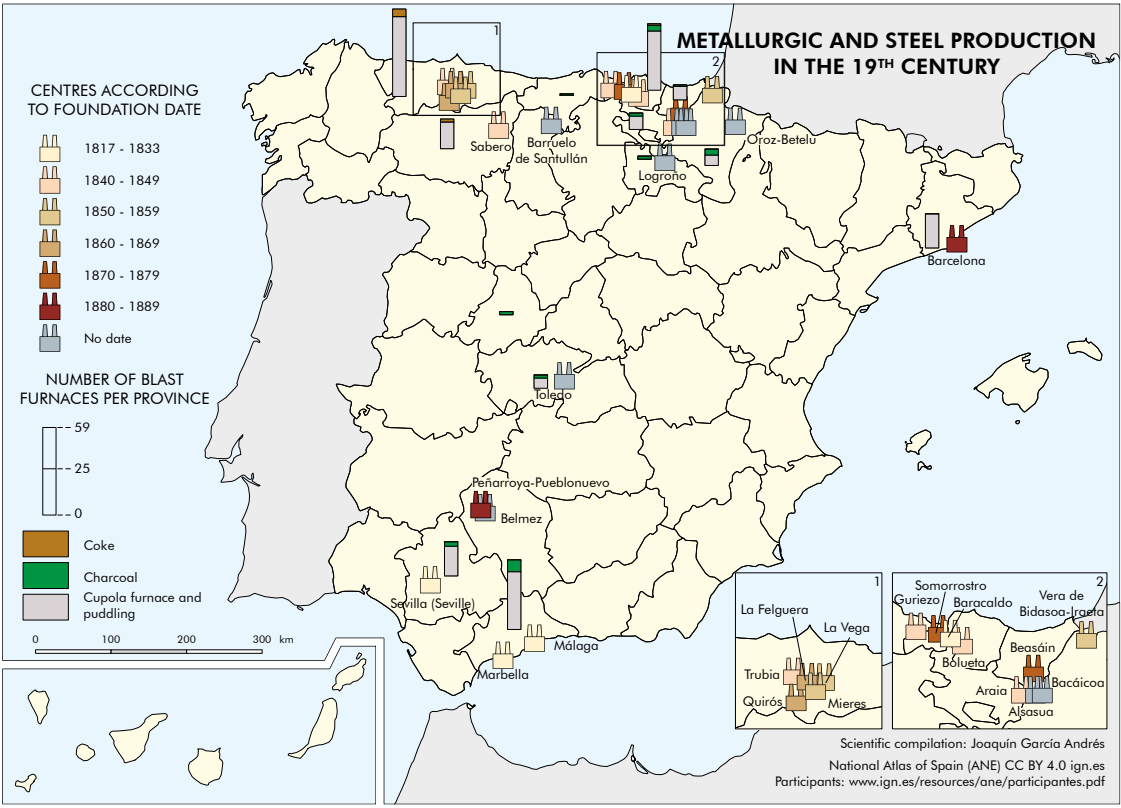 METALLURGIC AND STEEL PRODUCTION
IN THE 19TH CENTURY
CENTRES ACCORDING
TO FOUNDATION DATE
1817 - 1833
1840 - 1849
1850 - 1859
1860 - 1869
1870 - 1879
1880 - 1889
No date
NUMBER OF BLAST
FURNACES PER PROVINCE
59
25
0
Coke
Charcoal
Cupola furnace and
puddling
0 100 200 300 km
1
2
Sabero
Barruelo
de Santullán
Oroz-Betelu
Logroño
Barcelona
Toledo
Peñarroya-Pueblonuevo
Belmez
Sevilla (Seville)
Málaga
Marbella
1
La Felguera
La Vega
Trubia
Quirós
Mieres
2
Somorrostro
Guriezo
Baracaldo
Vera de
Bidasoa-Iraeta
Bolueta
Beasáin
Araia
Bacáicoa
Alsasua
Scientific compilation: Joaquín García Andrés
National Atlas of Spain (ANE) CC BY 4.0 ign.es
Participants: www.ign.es/resources/ane/participantes.pdf